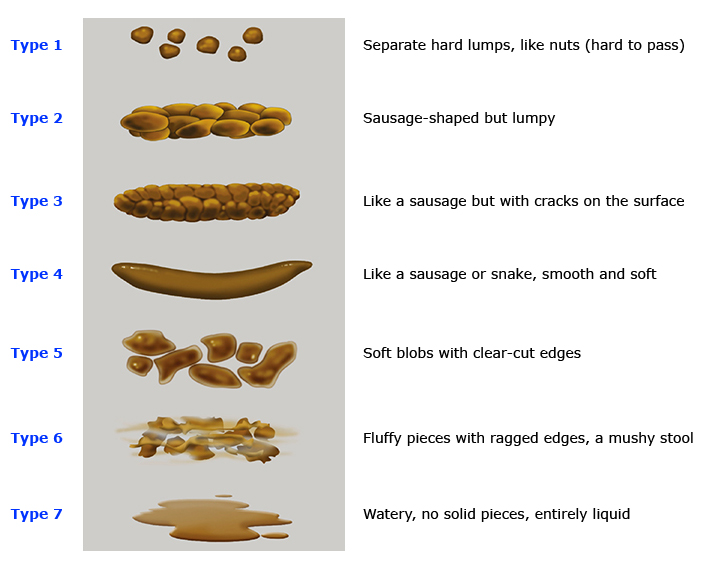 Type 1 Separate hard lumps, like nuts (hard to pass)
Type 2 Sausage-shaped but lumpy
Type 3 Like a sausage but with cracks on the surface
Type 4 Like a sausage or snake, smooth and soft
Type 5 Soft blobs with clear-cut edges
Type 6 Fluffy pieces with ragged edges, a mushy stool
Type 7 Watery, no solid pieces, entirely liquid